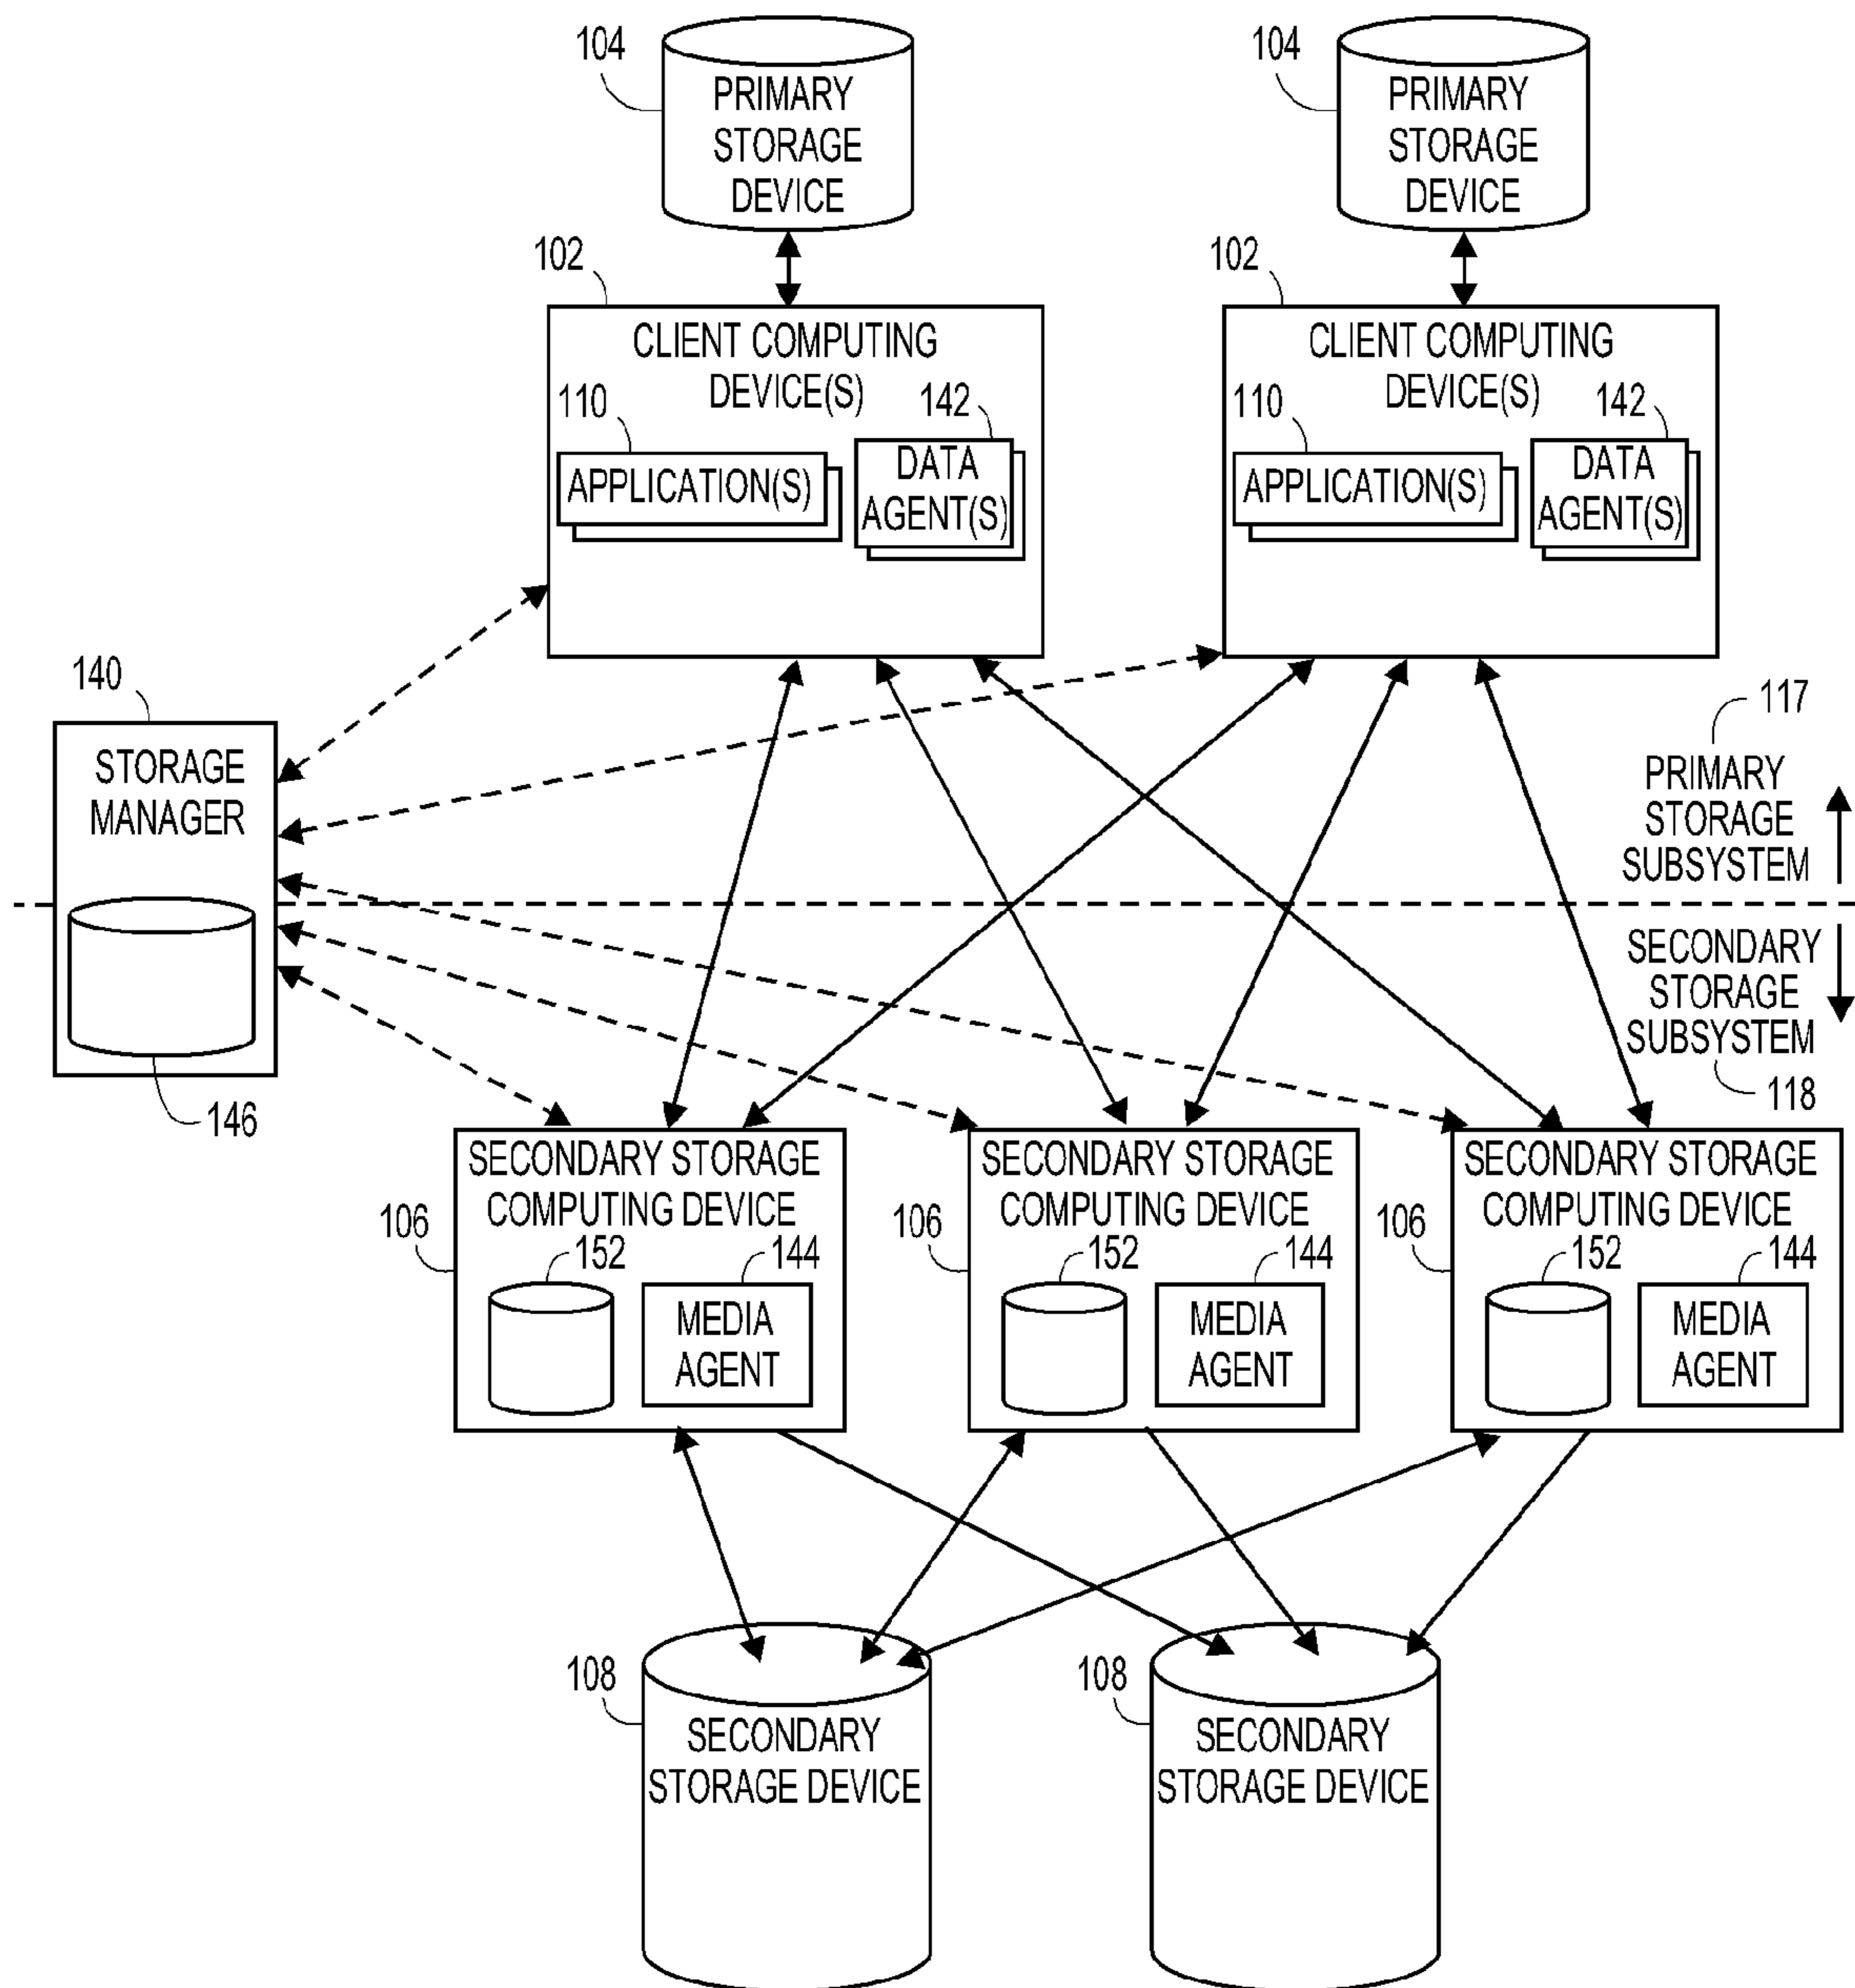 104
PRIMARY
STORAGE
DEVICE
104
PRIMARY
STORAGE
DEVICE
102
CLIENT COMPUTING
DEVICE(S)
110
142
APPLICATION(S)
DATA
AGENT(S)
102
CLIENT COMPUTING
DEVICE(S)
110
142
APPLICATION(S)
DATA
AGENT(S)
140
STORAGE
MANAGER
146
117
PRIMARY
STORAGE
SUBSYSTEM
SECONDARY
STORAGE
SUBSYSTEM
118
SECONDARY STORAGE
COMPUTING DEVICE
106
152
144
MEDIA
AGENT
SECONDARY STORAGE
COMPUTING DEVICE
106
152
144
MEDIA
AGENT
SECONDARY STORAGE
COMPUTING DEVICE
106
152
144
MEDIA
AGENT
108
SECONDARY
STORAGE DEVICE
108
SECONDARY
STORAGE DEVICE